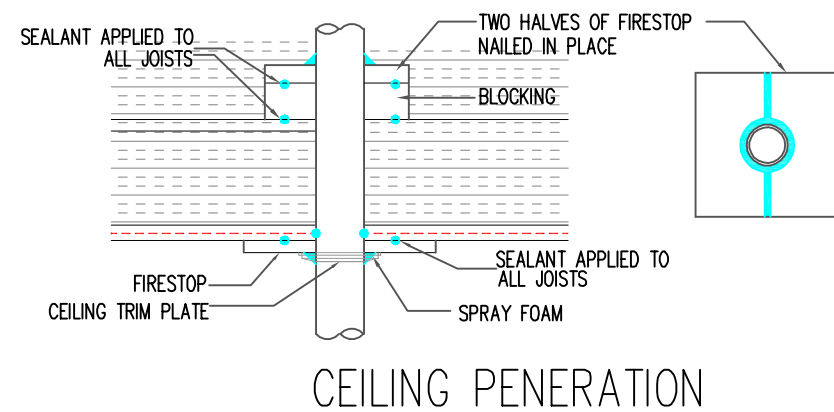 SEALANT APPLIED TO
ALL JOISTS
TWO HALVES OF FIRESTOP
NAILED IN PLACE
BLOCKING
SEALANT APPLIED TO
ALL JOISTS
FIRESTOP
CEILING TRIM PLATE
SPRAY FOAM
CEILING PENERATION